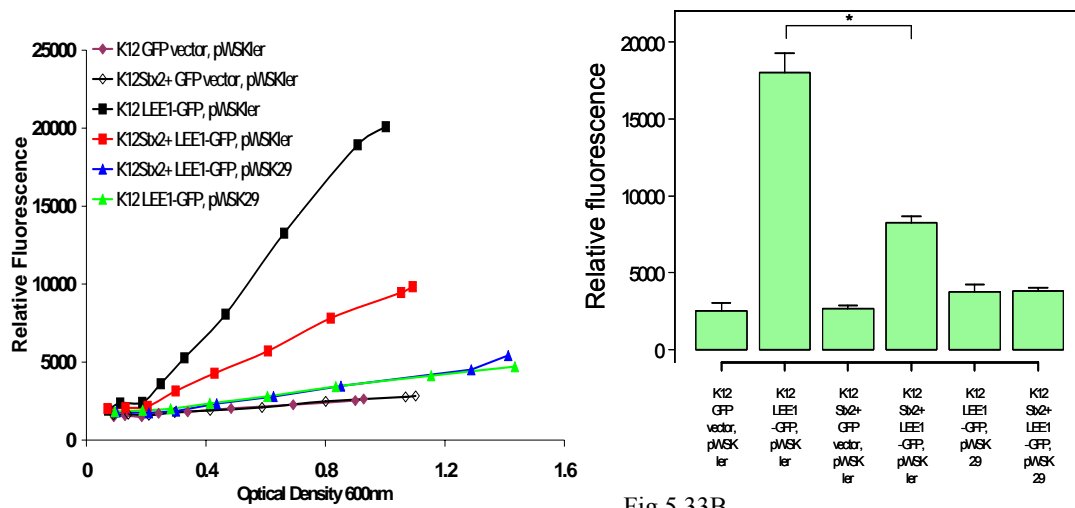 25000
20000
15000
10000
5000
0
Relative Fluorescence
K12 GFP vector, pWSKler
K12Stx2+ GFP vector, pWSKler
K12 LEE1-GFP, pWSKler
K12Stx2+ LEE1-GFP, pWSKler
K12Stx2+ LEE1-GFP, pWSK29
K12 LEE1-GFP, pWSK29
0 0.4 0.8 1.2 1.6
Optical Density 600nm
*
20000
15000
10000
5000
0
Relative fluorescence
K12
GFP
vector,
pWSK
ler
K12
LEE1
-GFP,
pWSK
ler
K12
Stx2+
GFP
vector,
pWSK
ler
K12
Stx2+
LEE1
-GFP,
pWSK
ler
K12
LEE1
-GFP,
pWSK
29
K12
Stx2+
LEE1
-GFP,
pWSK
29
Fig 5.33B